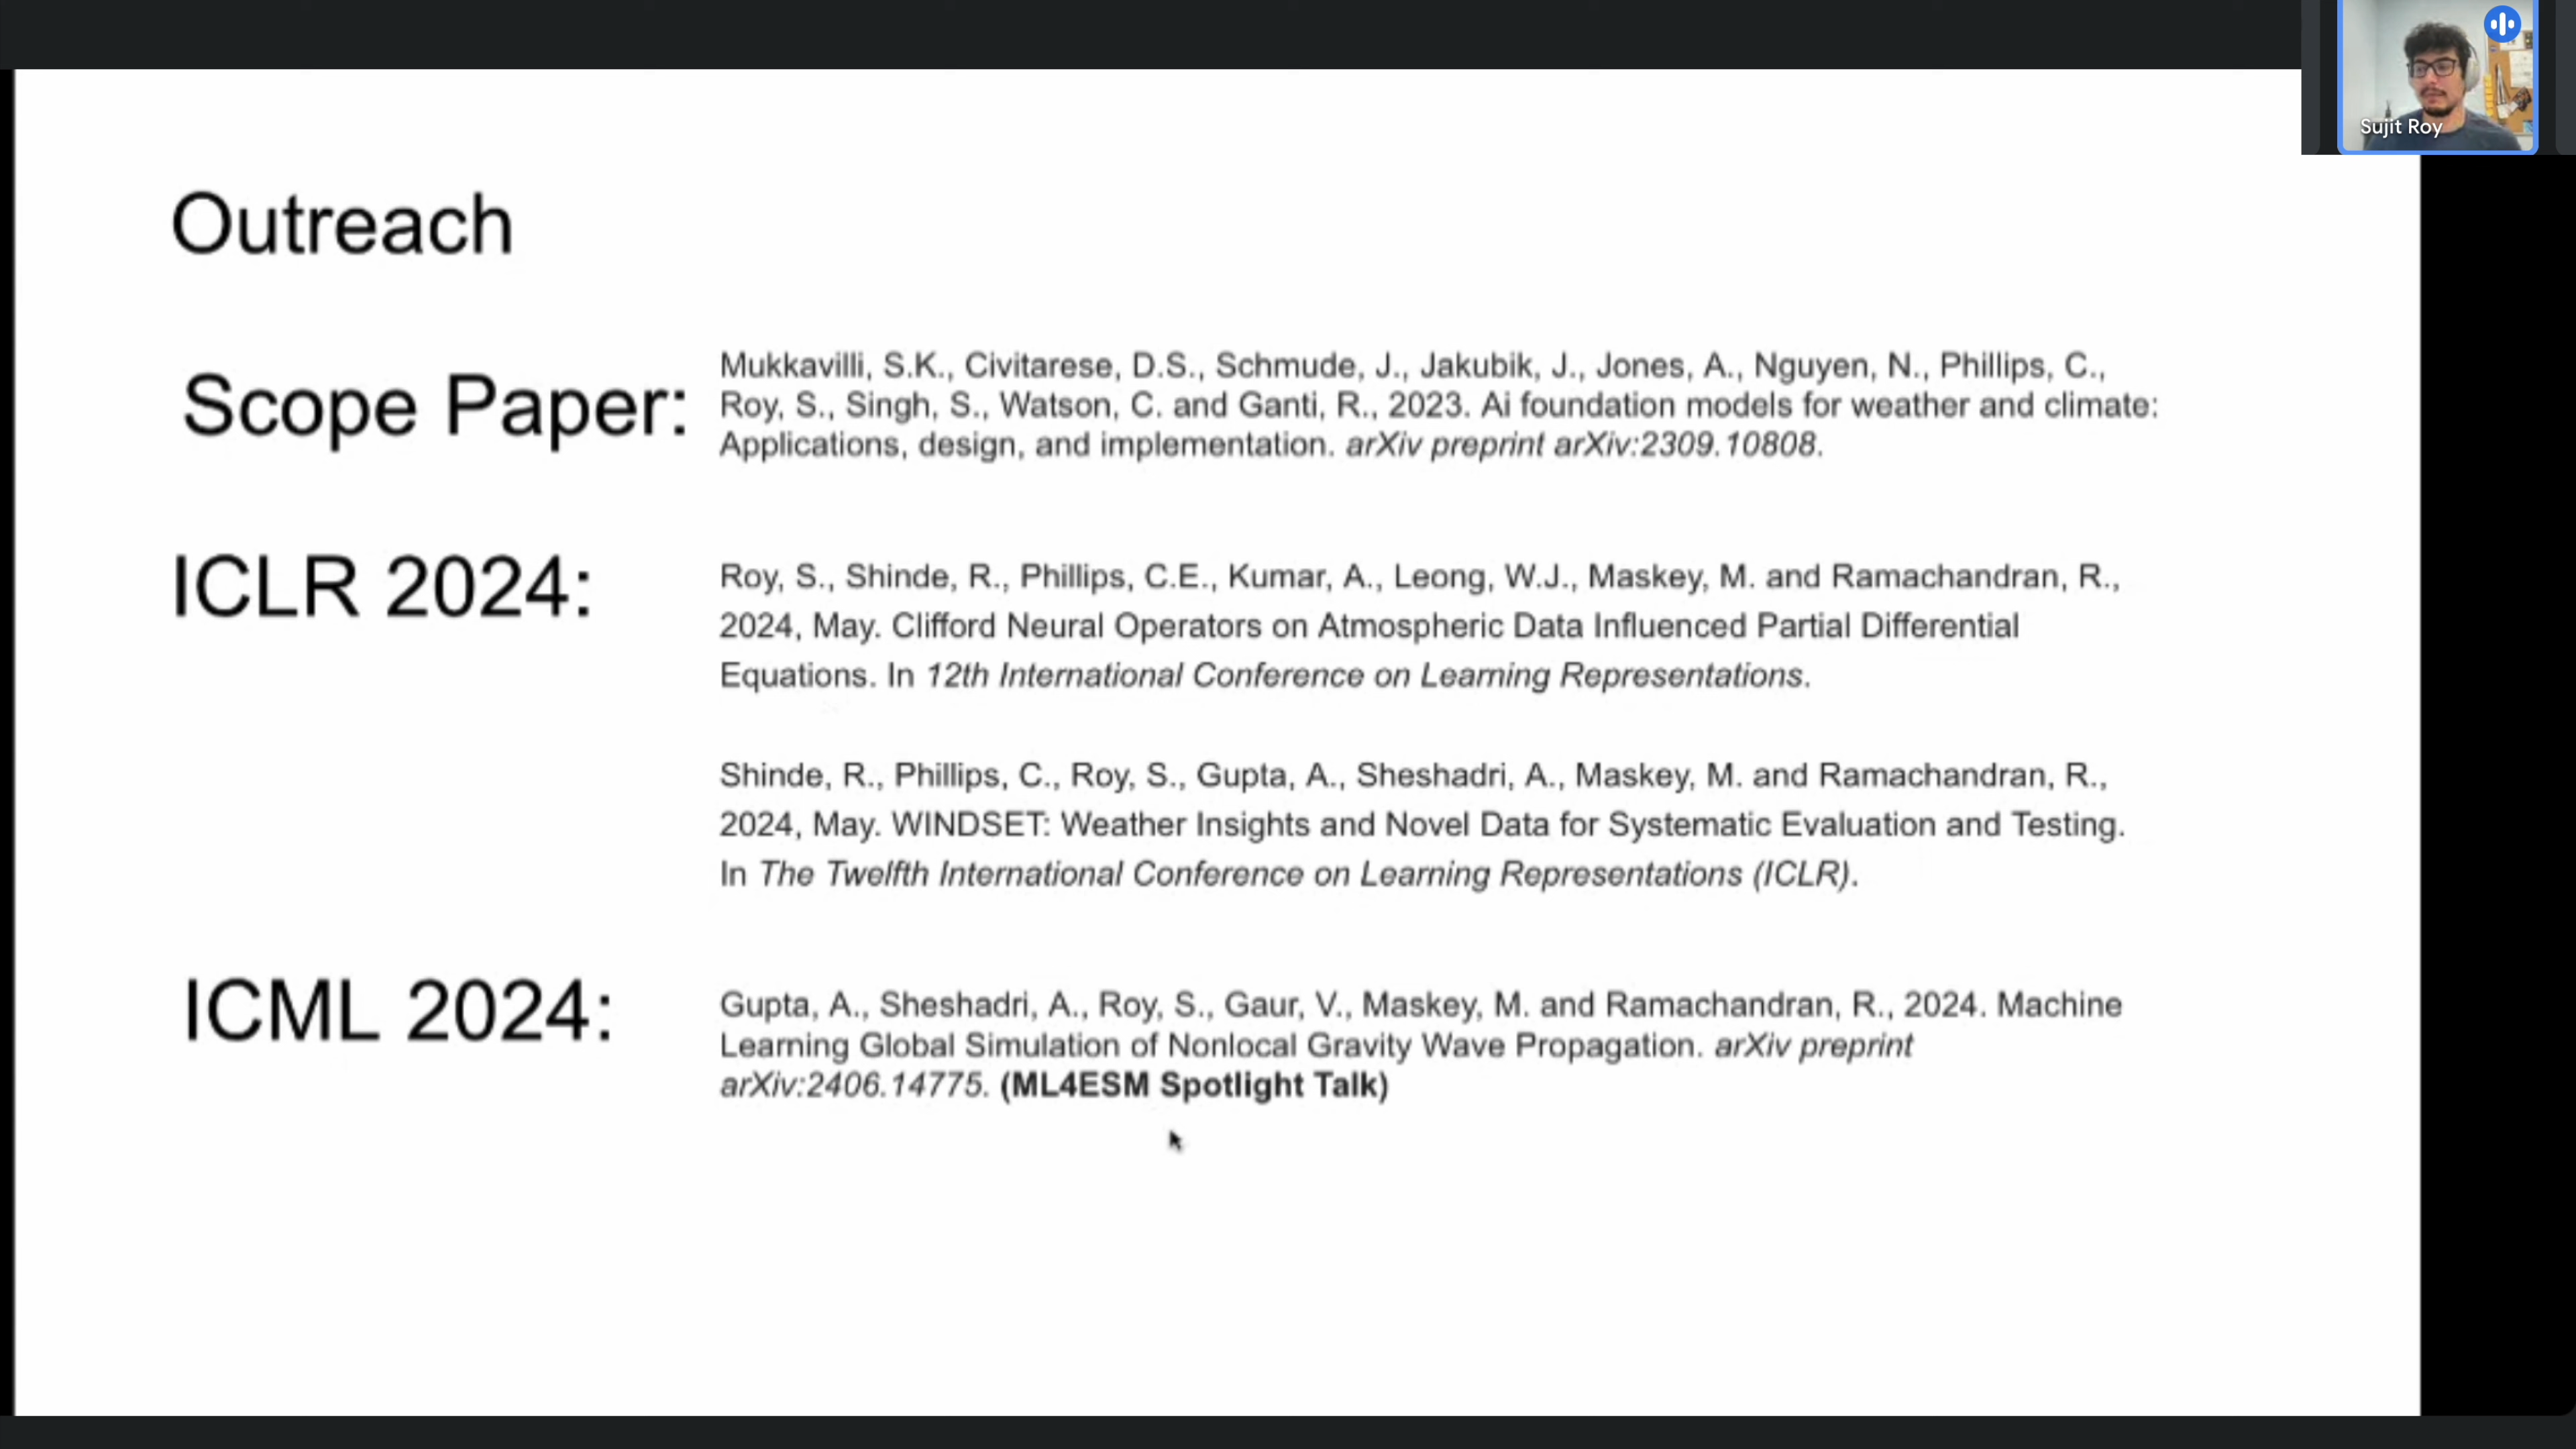 Sujit Roy
Outreach
Scope Paper:
Mukkavilli, S.K., Civitarese, D.S., Schmude, J., Jakubik, J., Jones, A., Nguyen, N., Phillips, C.,
Roy, S., Singh, S., Watson, C. and Ganti, R., 2023. Ai foundation models for weather and climate:
Applications, design, and implementation. arXiv preprint arXiv:2309.10808.
ICLR 2024:
Roy, S., Shinde, R., Phillips, C.E., Kumar, A., Leong, W.J., Maskey, M. and Ramachandran, R.,
2024, May. Clifford Neural Operators on Atmospheric Data Influenced Partial Differential
Equations. In 12th International Conference on Learning Representations.
Shinde, R., Phillips, C., Roy, S., Gupta, A., Sheshadri, A., Maskey, M. and Ramachandran, R.,
2024, May. WINDSET: Weather Insights and Novel Data for Systematic Evaluation and Testing.
In The Twelfth International Conference on Learning Representations (ICLR).
ICML 2024:
Gupta, A., Sheshadri, A., Roy, S., Gaur, V., Maskey, M. and Ramachandran, R., 2024. Machine
Learning Global Simulation of Nonlocal Gravity Wave Propagation. arXiv preprint
arXiv:2406.14775. (ML4ESM Spotlight Talk)